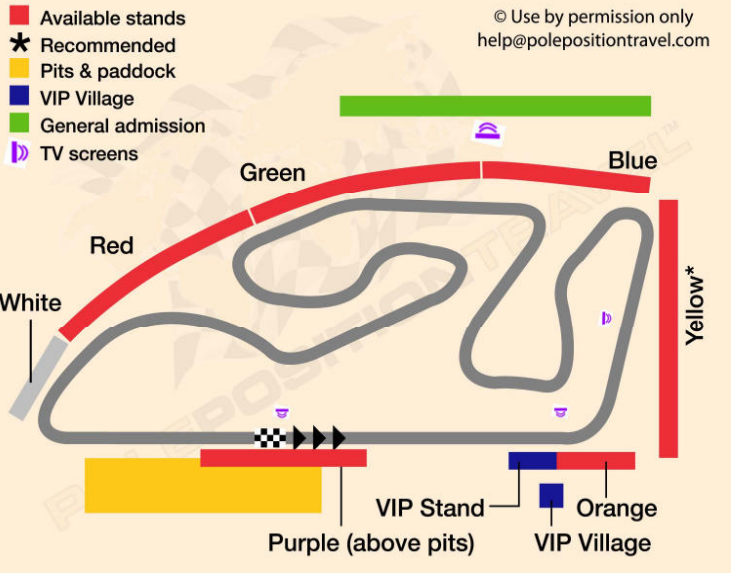 Available stands
Recommended
Pits & paddock
VIP Village
General admission
TV screens
© Use by permission only
help@polepositiontravel.com
Green
Blue
Red
White
Yellow*
VIP Stand
Orange
Purple (above pits)
VIP Village
POLEPOSITIONTRAVEL™